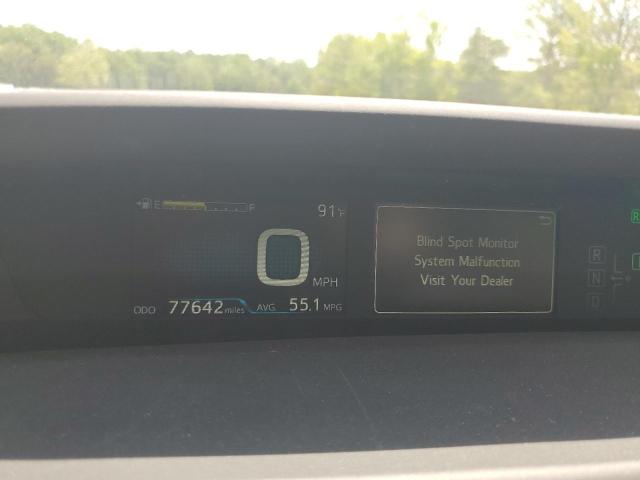 E F
91°F
0
MPH
ODO 77642 miles AVG 55.1 MPG
Blind Spot Monitor
System Malfunction
Visit Your Dealer
R
N
D
R